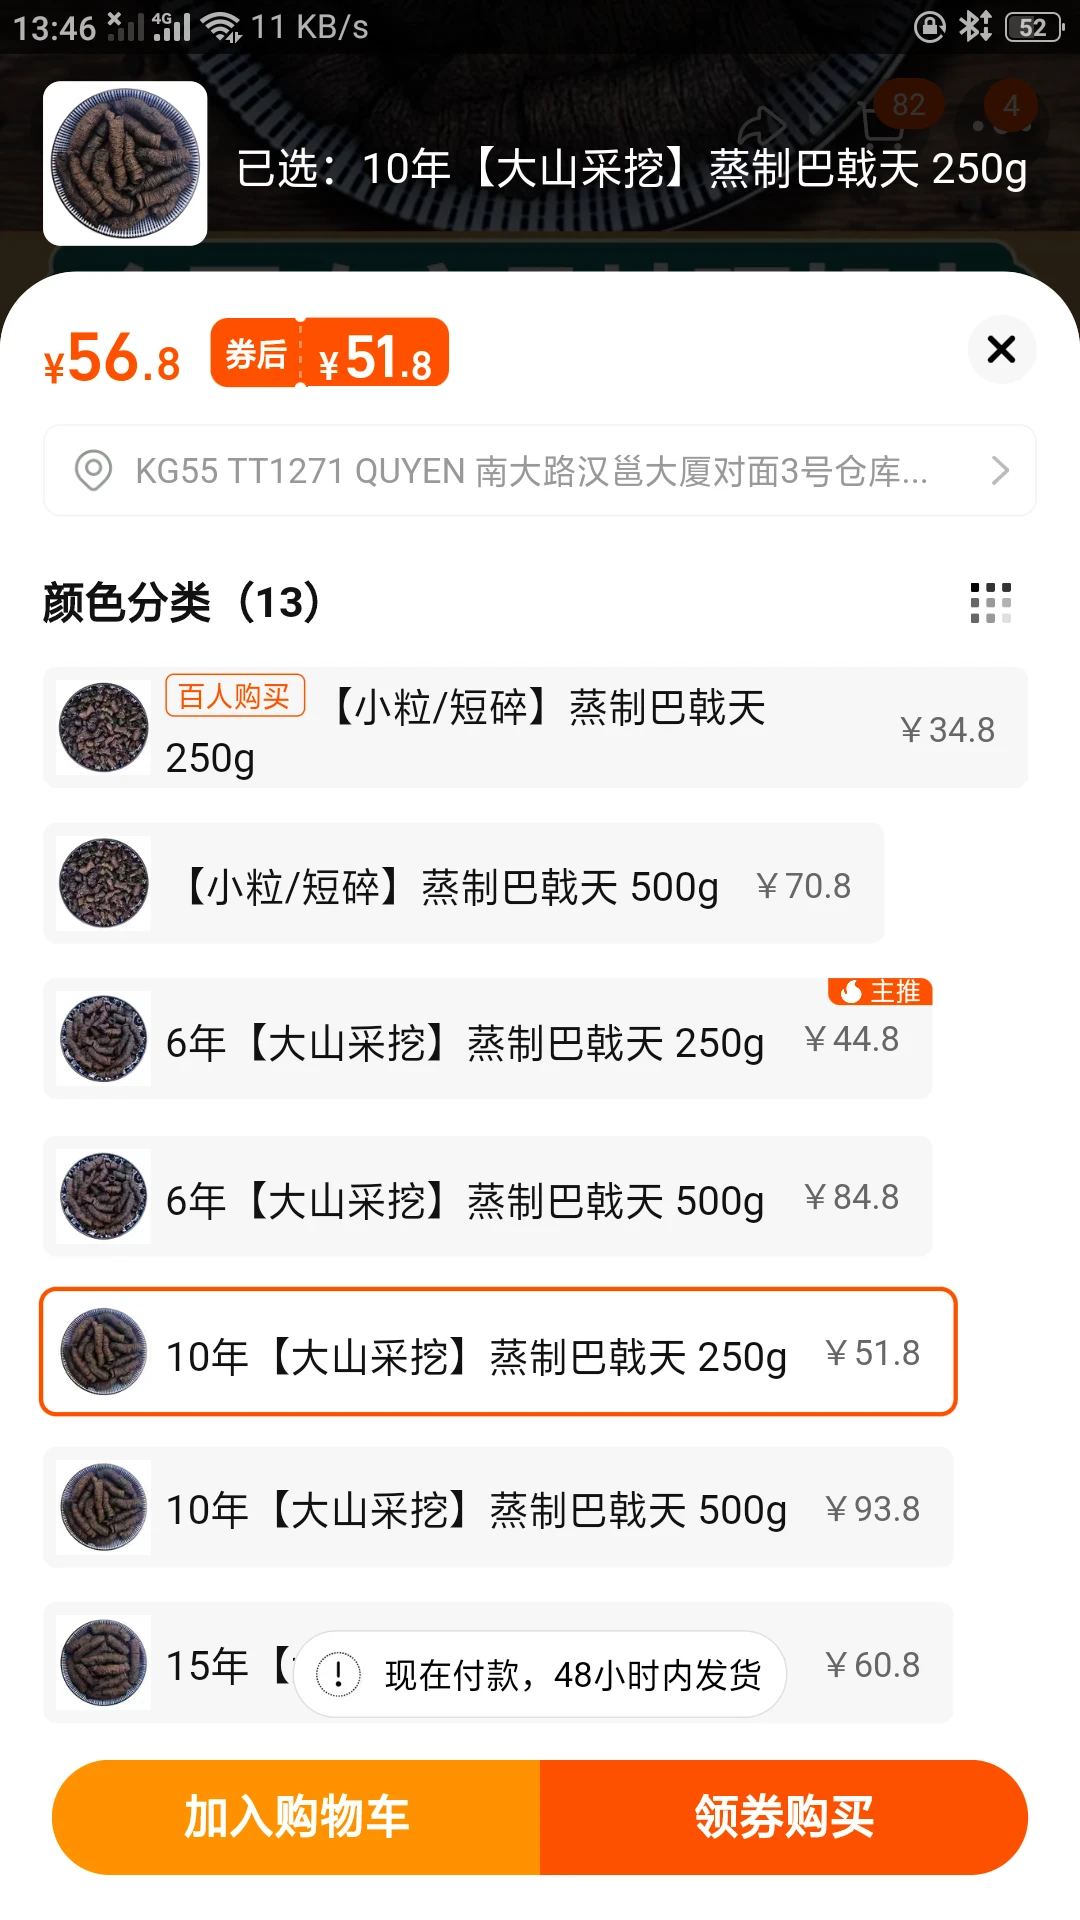 13:46 4G 11 KB/s 52
82 4
已选：10年【大山采挖】蒸制巴戟天 250g
¥56.8 券后 ¥51.8
KG55 TT1271 QUYEN 南大路汉邕大厦对面3号仓库...
颜色分类（13）
百人购买 【小粒/短碎】蒸制巴戟天
250g
¥34.8
【小粒/短碎】蒸制巴戟天 500g ¥70.8
主推
6年【大山采挖】蒸制巴戟天 250g ¥44.8
6年【大山采挖】蒸制巴戟天 500g ¥84.8
10年【大山采挖】蒸制巴戟天 250g ¥51.8
10年【大山采挖】蒸制巴戟天 500g ¥93.8
15年【 ¥60.8
现在付款，48小时内发货
加入购物车 领券购买